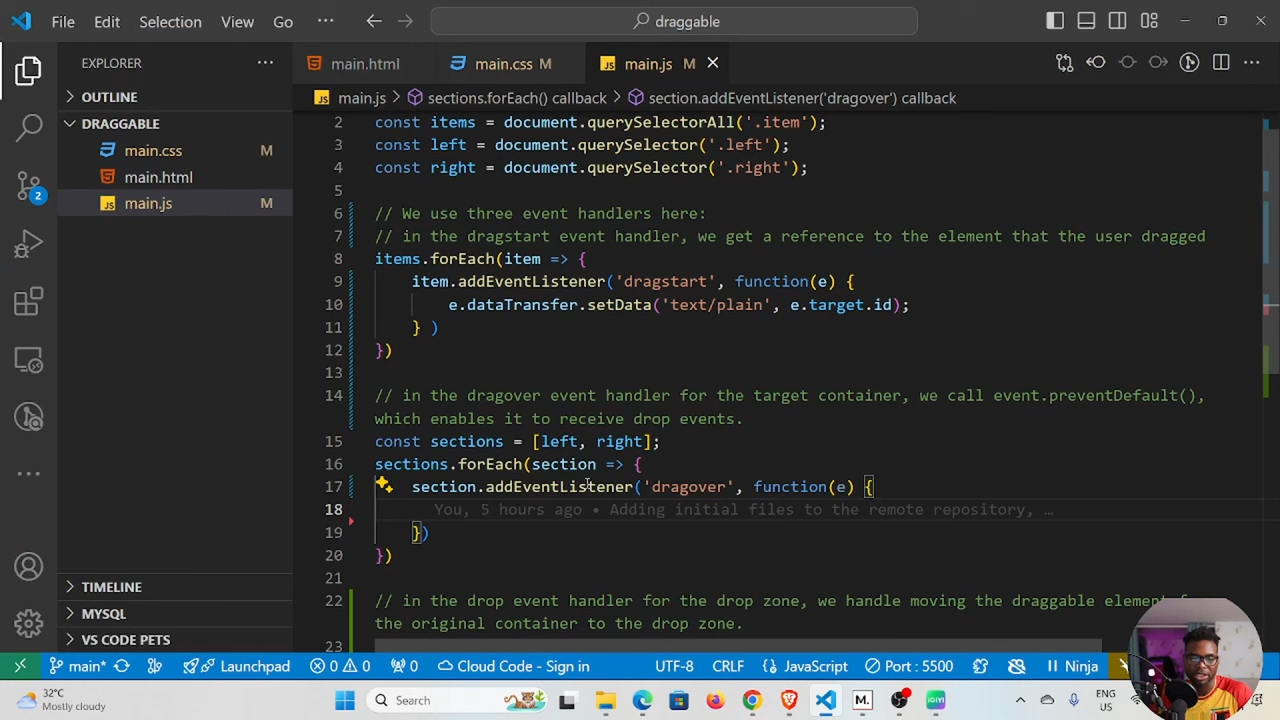 File Edit Selection View Go ··· draggable
EXPLORER ···
OUTLINE
DRAGGABLE
main.css M
main.html
JS main.js M
TIMELINE
MYSQL
VS CODE PETS
2
main.html
main.css M
JS main.js M
JS main.js > sections.forEach() callback > section.addEventListener('dragover') callback
2 const items = document.querySelectorAll('.item');
3 const left = document.querySelector('.left');
4 const right = document.querySelector('.right');
5
6 // We use three event handlers here:
7 // in the dragstart event handler, we get a reference to the element that the user dragged
8 items.forEach(item => {
9 item.addEventListener('dragstart', function(e) {
10 e.dataTransfer.setData('text/plain', e.target.id);
11 } )
12 })
13
14 // in the dragover event handler for the target container, we call event.preventDefault(),
which enables it to receive drop events.
15 const sections = [left, right];
16 sections.forEach(section => {
17 section.addEventListener('dragover', function(e) {
18 You, 5 hours ago • Adding initial files to the remote repository, …
19 })
20 })
21
22 // in the drop event handler for the drop zone, we handle moving the draggable element
the original container to the drop zone.
23
main* Launchpad 0 0 0 Cloud Code - Sign in UTF-8 CRLF {} JavaScript Port : 5500 Ninja
32°C
Mostly cloudy
Search
M
ENG
US